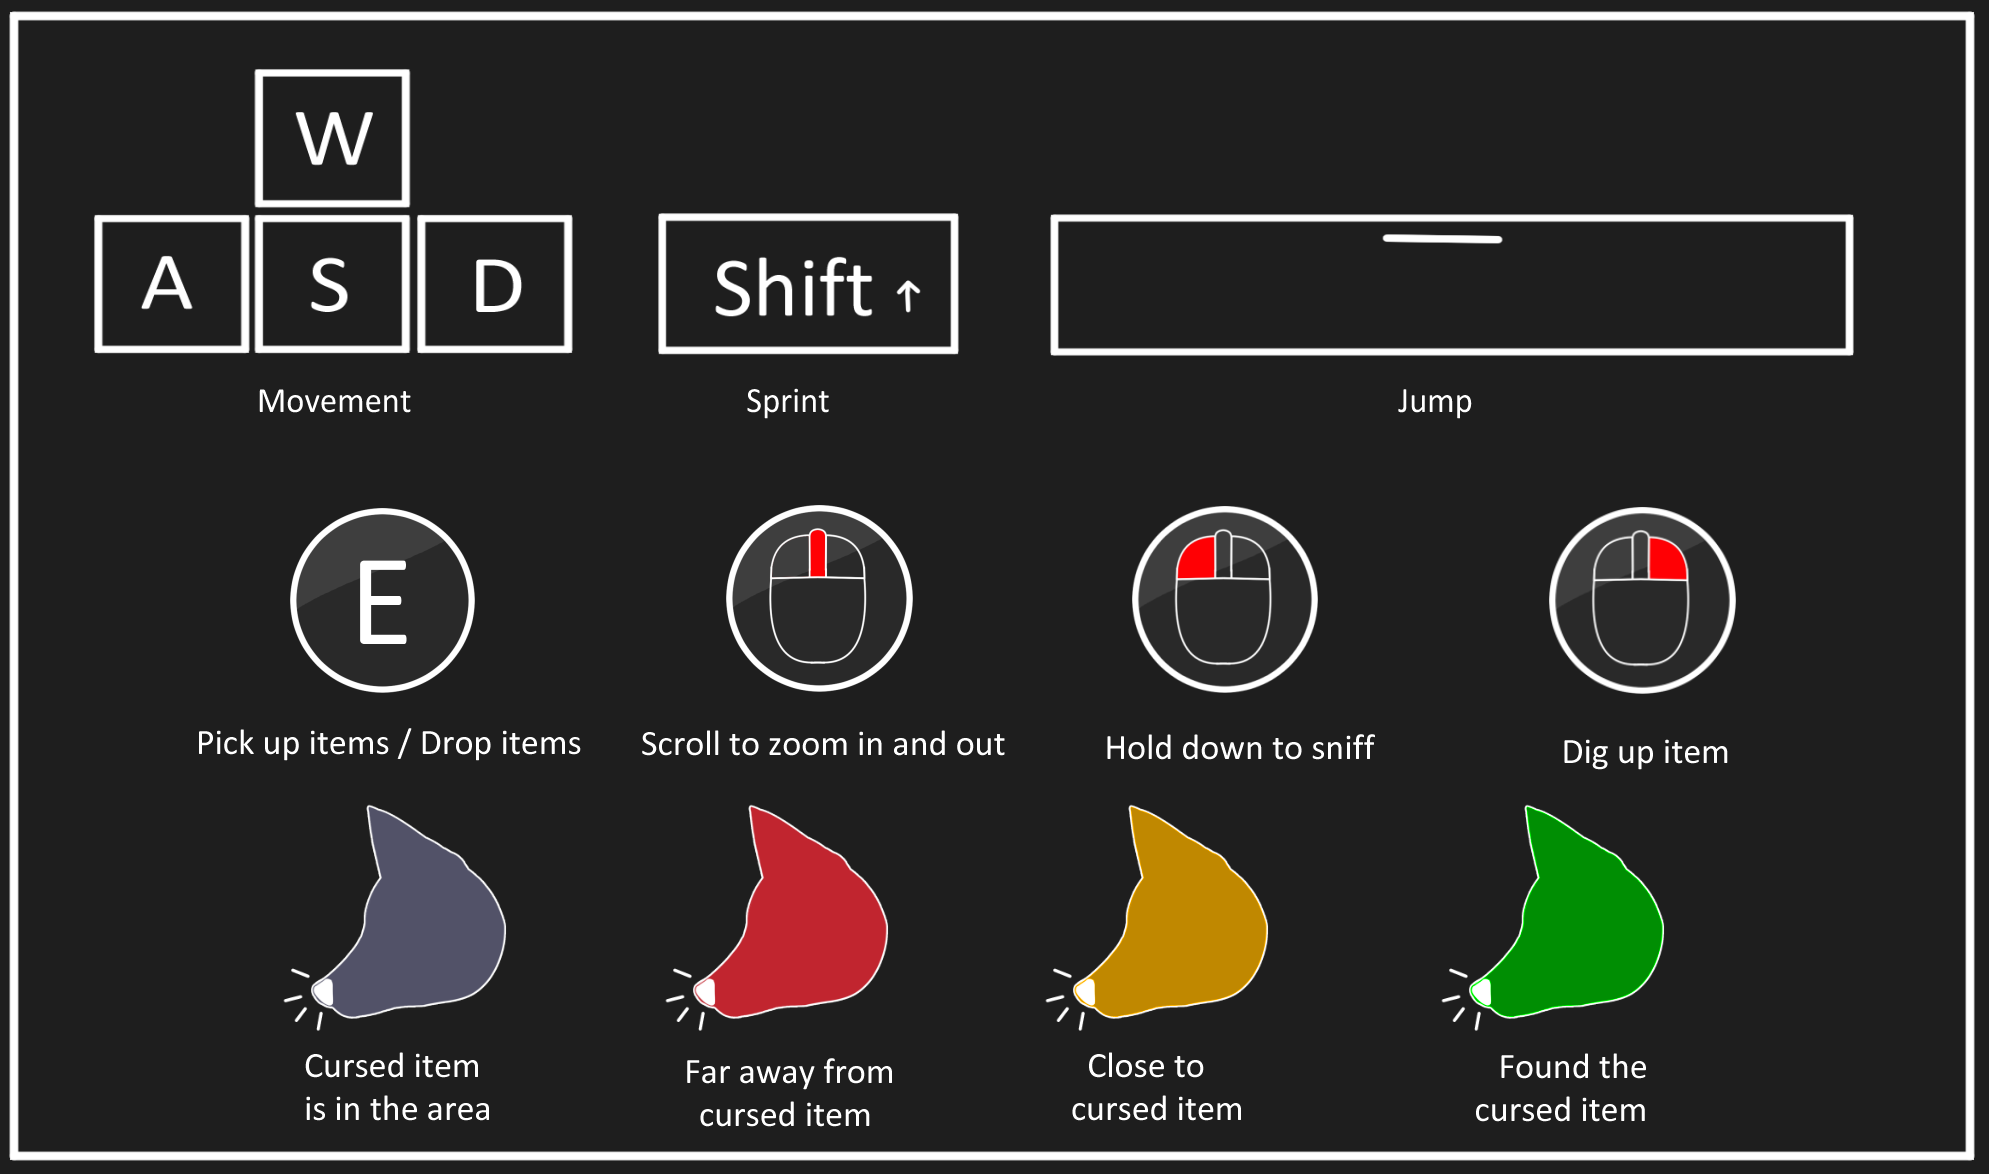 W
A S D
Shift ↑
Movement
Sprint
Jump
E
Pick up items / Drop items
Scroll to zoom in and out
Hold down to sniff
Dig up item
Cursed item
is in the area
Far away from
cursed item
Close to
cursed item
Found the
cursed item